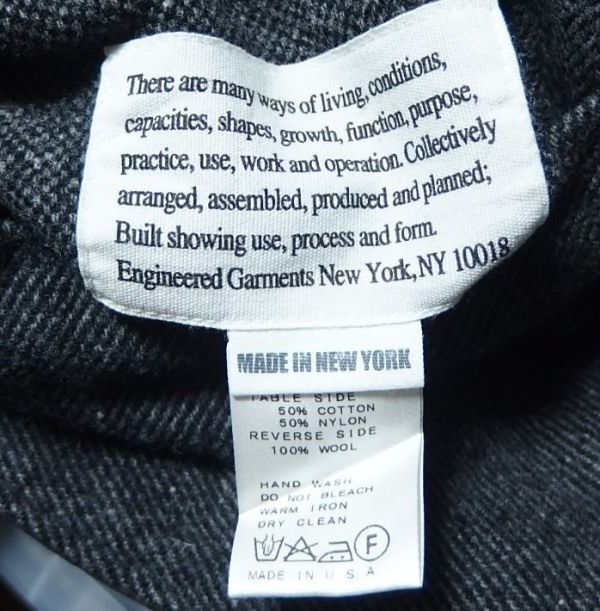 There are many ways of living, conditions,
capacities, shapes, growth, function, purpose,
practice, use, work and operation. Collectively
arranged, assembled, produced and planned;
Built showing use, process and form.
Engineered Garments New York, NY 10018
MADE IN NEW YORK
TABLE SIDE
50% COTTON
50% NYLON
REVERSE SIDE
100% WOOL
HAND WASH
DO NOT BLEACH
WARM IRON
DRY CLEAN
F
MADE IN U S A